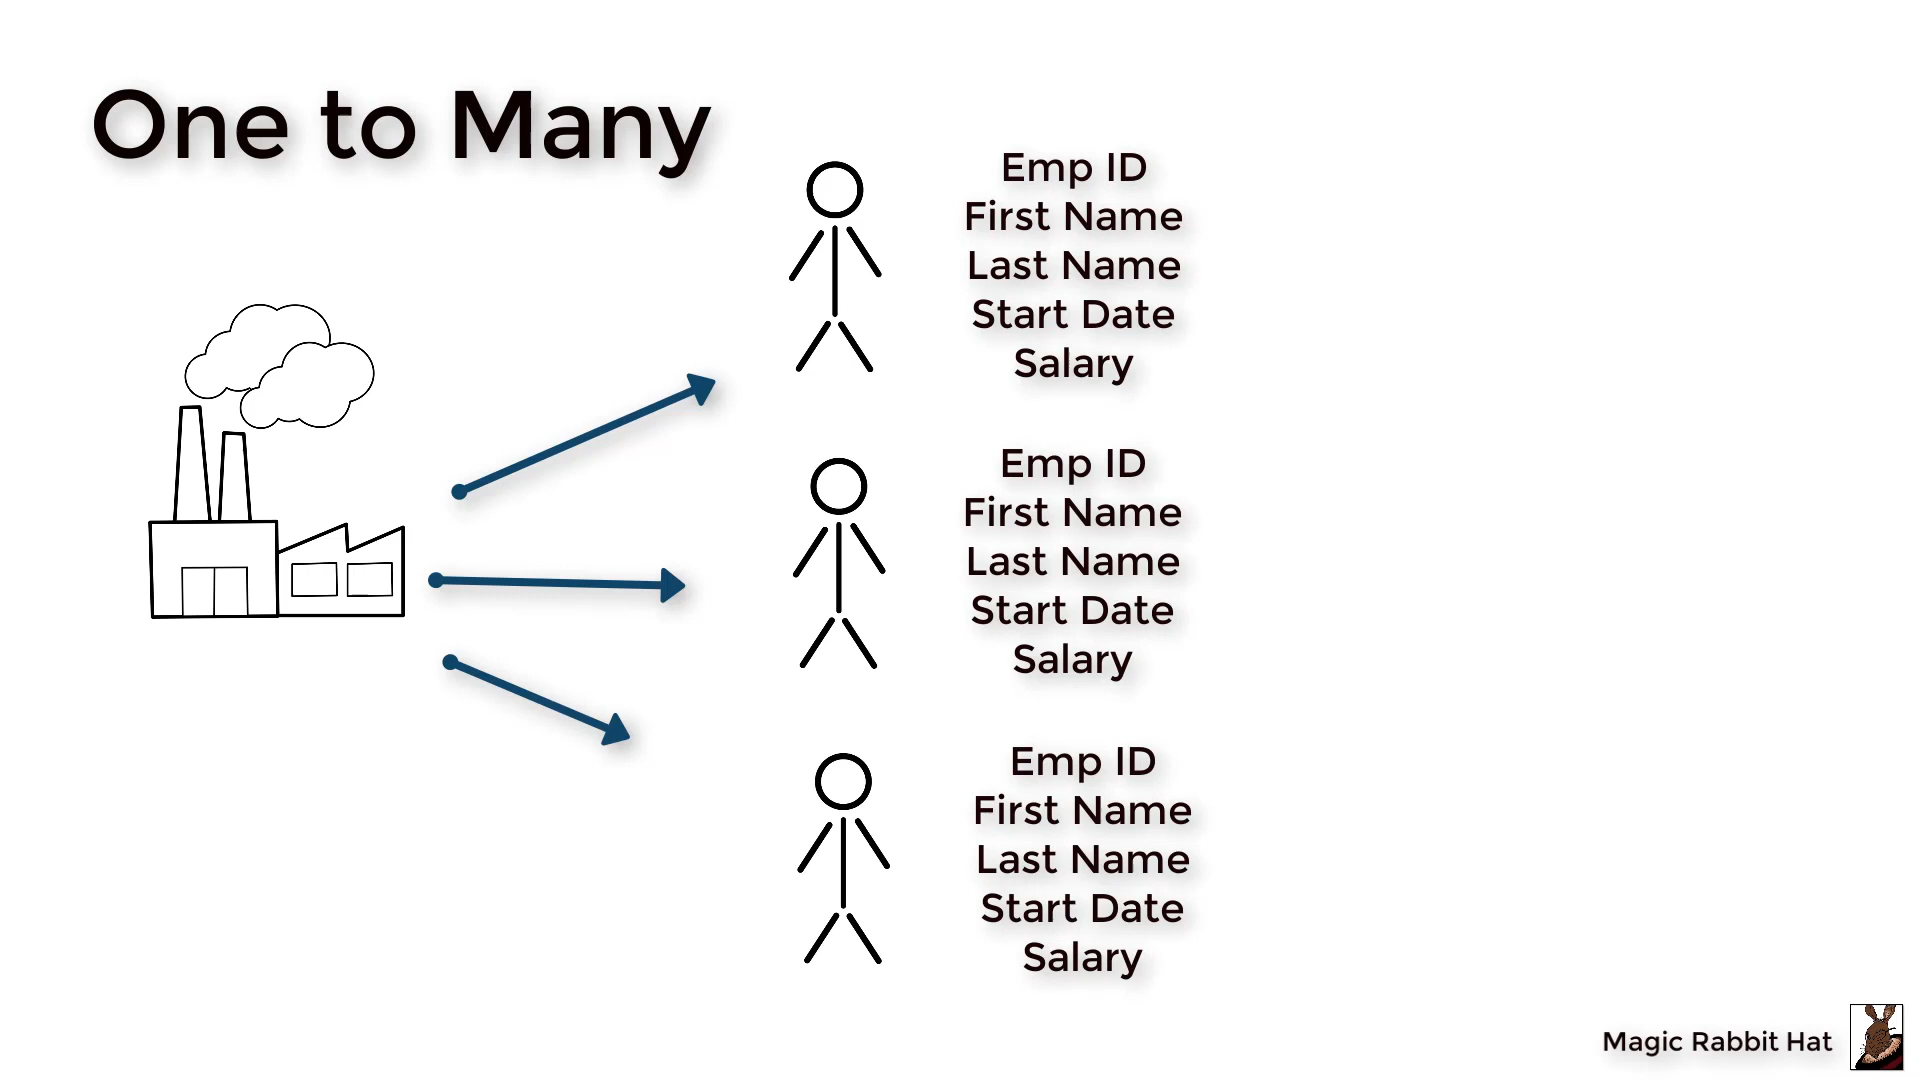 One to Many
Emp ID
First Name
Last Name
Start Date
Salary
Emp ID
First Name
Last Name
Start Date
Salary
Emp ID
First Name
Last Name
Start Date
Salary
Magic Rabbit Hat